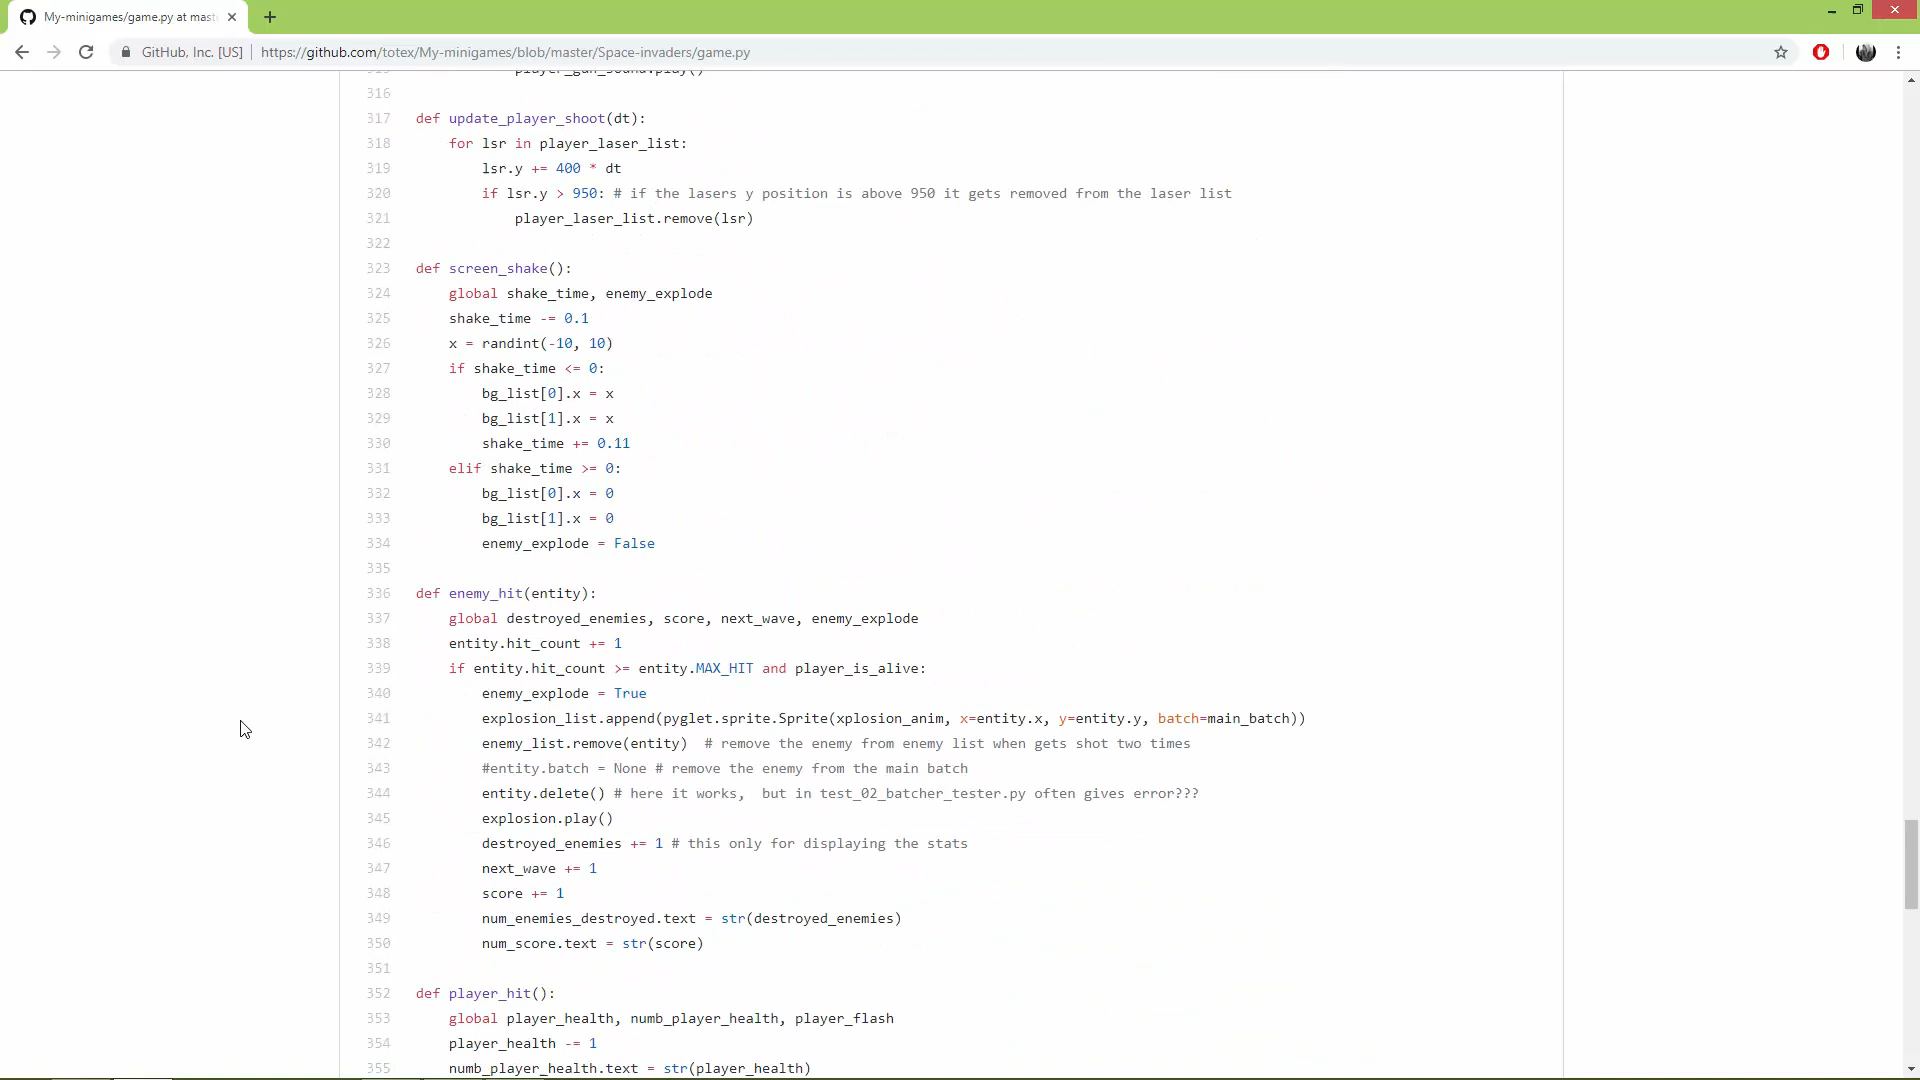 My-minigames/game.py at mast
GitHub, Inc. [US] https://github.com/totex/My-minigames/blob/master/Space-invaders/game.py
315 player_gun_sound.play()
316
317 def update_player_shoot(dt):
318 for lsr in player_laser_list:
319 lsr.y += 400 * dt
320 if lsr.y > 950: # if the lasers y position is above 950 it gets removed from the laser list
321 player_laser_list.remove(lsr)
322
323 def screen_shake():
324 global shake_time, enemy_explode
325 shake_time -= 0.1
326 x = randint(-10, 10)
327 if shake_time <= 0:
328 bg_list[0].x = x
329 bg_list[1].x = x
330 shake_time += 0.11
331 elif shake_time >= 0:
332 bg_list[0].x = 0
333 bg_list[1].x = 0
334 enemy_explode = False
335
336 def enemy_hit(entity):
337 global destroyed_enemies, score, next_wave, enemy_explode
338 entity.hit_count += 1
339 if entity.hit_count >= entity.MAX_HIT and player_is_alive:
340 enemy_explode = True
341 explosion_list.append(pyglet.sprite.Sprite(xplosion_anim, x=entity.x, y=entity.y, batch=main_batch))
342 enemy_list.remove(entity)  # remove the enemy from enemy list when gets shot two times
343 #entity.batch = None # remove the enemy from the main batch
344 entity.delete() # here it works,  but in test_02_batcher_tester.py often gives error???
345 explosion.play()
346 destroyed_enemies += 1 # this only for displaying the stats
347 next_wave += 1
348 score += 1
349 num_enemies_destroyed.text = str(destroyed_enemies)
350 num_score.text = str(score)
351
352 def player_hit():
353 global player_health, numb_player_health, player_flash
354 player_health -= 1
355 numb_player_health.text = str(player_health)